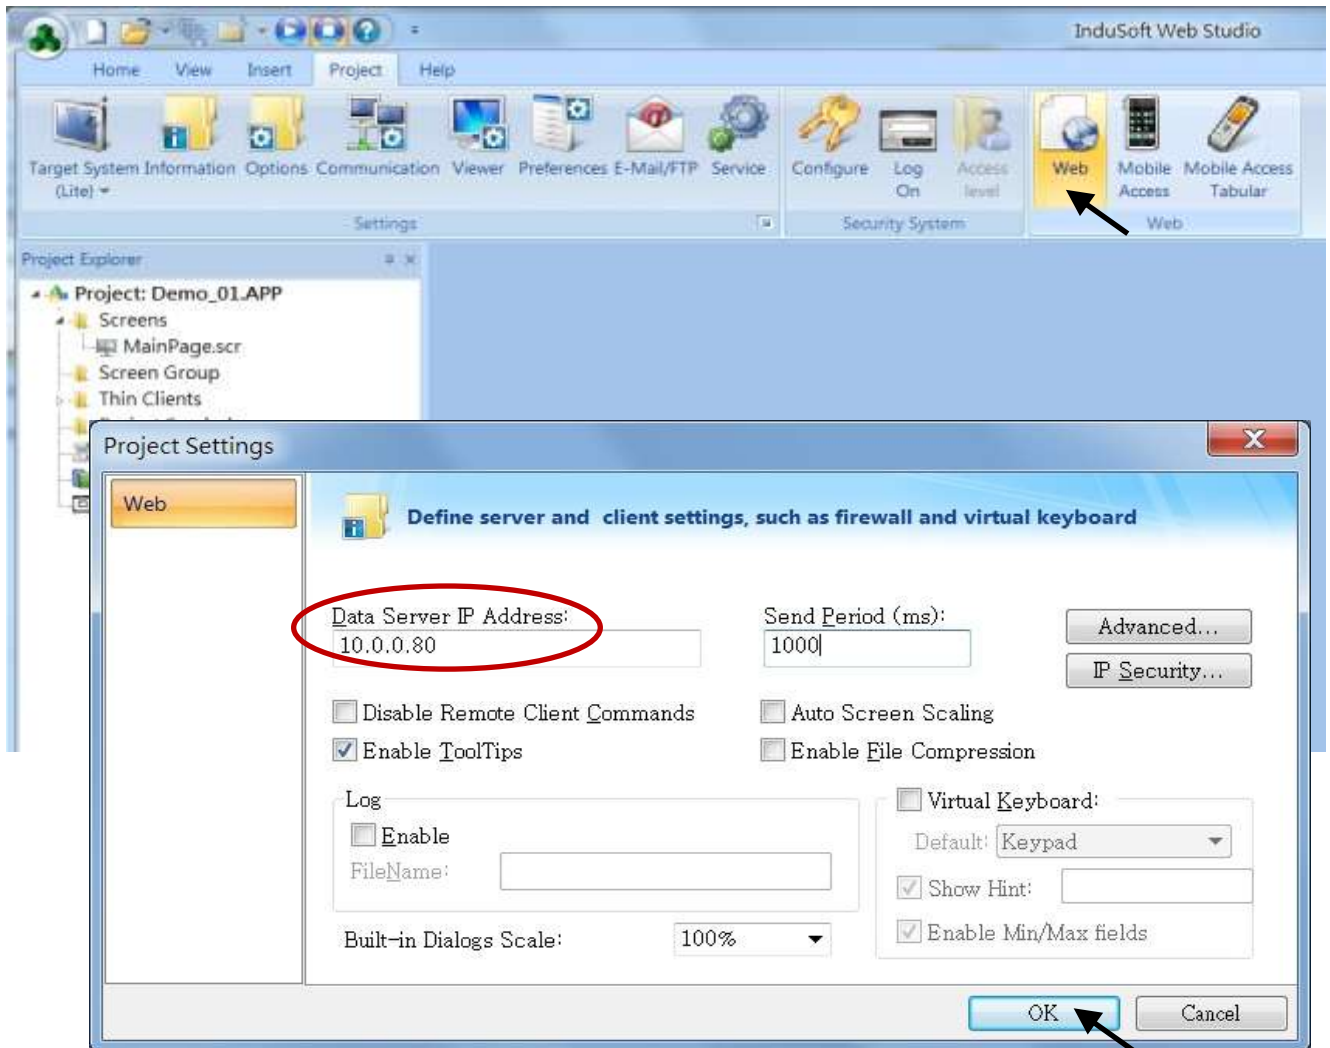 InduSoft Web Studio
Home View Insert Project Help
Target System (Lite) Information Options Communication Viewer Preferences E-Mail/FTP Service Configure Log On Access level Web Mobile Access Mobile Access Tabular
Settings Security System Web
Project Explorer
Project: Demo_01.APP
Screens
MainPage.scr
Screen Group
Thin Clients
Project Settings
Web
Define server and client settings, such as firewall and virtual keyboard
Data Server IP Address: Send Period (ms):
10.0.0.80 1000
Advanced...
IP Security...
Disable Remote Client Commands Auto Screen Scaling
Enable ToolTips Enable File Compression
Log Virtual Keyboard:
Enable Default: Keypad
FileName: Show Hint:
Built-in Dialogs Scale: 100% Enable Min/Max fields
OK Cancel